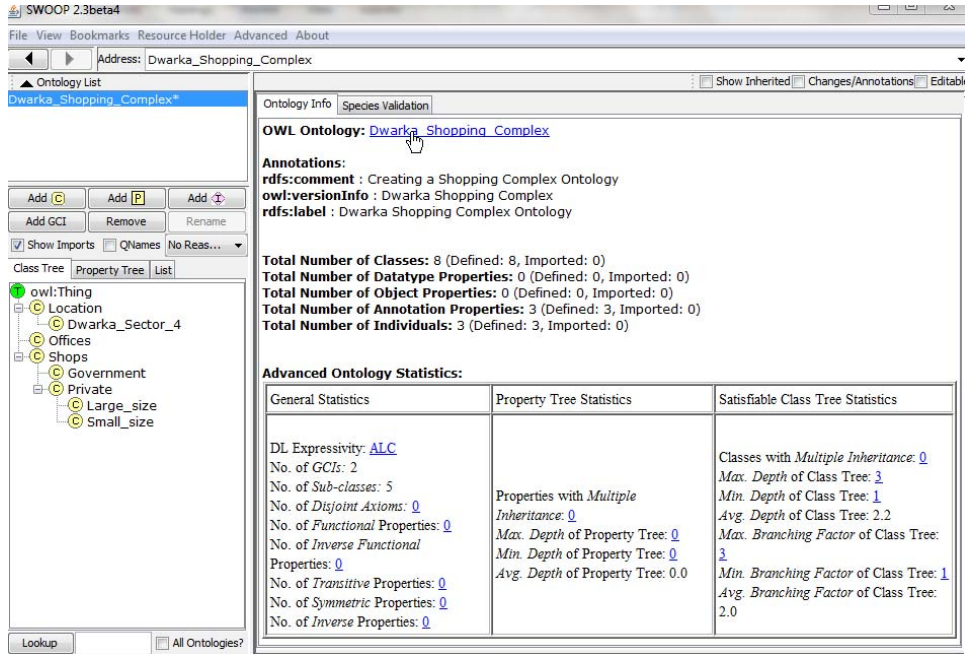 SWOOP 2.3beta4
File View Bookmarks Resource Holder Advanced About
Address: Dwarka_Shopping_Complex
Ontology List
Dwarka_Shopping_Complex*
Show Inherited Changes/Annotations Editable
Ontology Info Species Validation
OWL Ontology: Dwarka_Shopping_Complex
Annotations:
rdfs:comment : Creating a Shopping Complex Ontology
owl:versionInfo : Dwarka Shopping Complex
rdfs:label : Dwarka Shopping Complex Ontology
Total Number of Classes: 8 (Defined: 8, Imported: 0)
Total Number of Datatype Properties: 0 (Defined: 0, Imported: 0)
Total Number of Object Properties: 0 (Defined: 0, Imported: 0)
Total Number of Annotation Properties: 3 (Defined: 3, Imported: 0)
Total Number of Individuals: 3 (Defined: 3, Imported: 0)
Add C Add P Add I
Add GCI Remove Rename
Show Imports QNames No Reas...
Class Tree Property Tree List
T owl:Thing
C Location
C Dwarka_Sector_4
C Offices
C Shops
C Government
C Private
C Large_size
C Small_size
Lookup All Ontologies?
Advanced Ontology Statistics:
General Statistics
DL Expressivity: ALC
No. of GCIs: 2
No. of Sub-classes: 5
No. of Disjoint Axioms: 0
No. of Functional Properties: 0
No. of Inverse Functional
Properties: 0
No. of Transitive Properties: 0
No. of Symmetric Properties: 0
No. of Inverse Properties: 0
Property Tree Statistics
Properties with Multiple
Inheritance: 0
Max. Depth of Property Tree: 0
Min. Depth of Property Tree: 0
Avg. Depth of Property Tree: 0.0
Satisfiable Class Tree Statistics
Classes with Multiple Inheritance: 0
Max. Depth of Class Tree: 3
Min. Depth of Class Tree: 1
Avg. Depth of Class Tree: 2.2
Max. Branching Factor of Class Tree:
3
Min. Branching Factor of Class Tree: 1
Avg. Branching Factor of Class Tree:
2.0